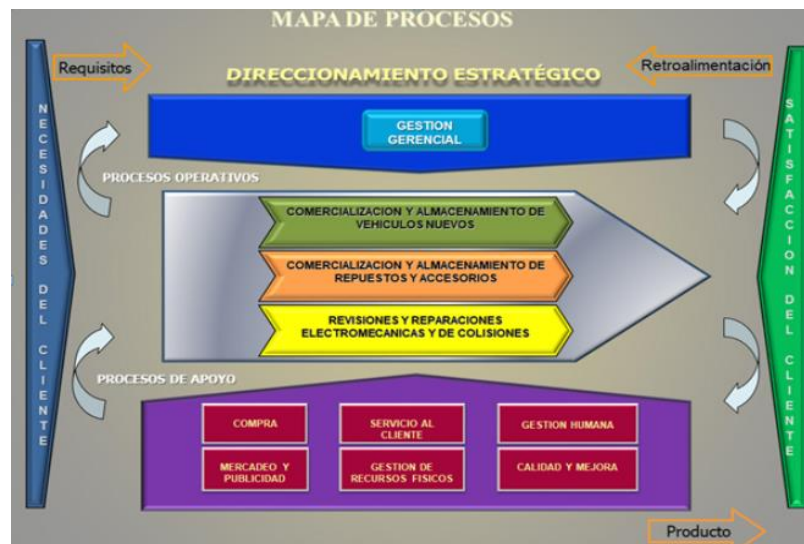 MAPA DE PROCESOS
Requisitos
Retroalimentación
DIRECCIONAMIENTO ESTRATÉGICO
NECESIDADES DEL CLIENTE
SATISFACCION DEL CLIENTE
GESTION
GERENCIAL
PROCESOS OPERATIVOS
COMERCIALIZACION Y ALMACENAMIENTO DE
VEHICULOS NUEVOS
COMERCIALIZACION Y ALMACENAMIENTO DE
REPUESTOS Y ACCESORIOS
REVISIONES Y REPARACIONES
ELECTROMECANICAS Y DE COLISIONES
PROCESOS DE APOYO
COMPRA
SERVICIO AL
CLIENTE
GESTION HUMANA
MERCADEO Y
PUBLICIDAD
GESTION DE
RECURSOS FISICOS
CALIDAD Y MEJORA
Producto